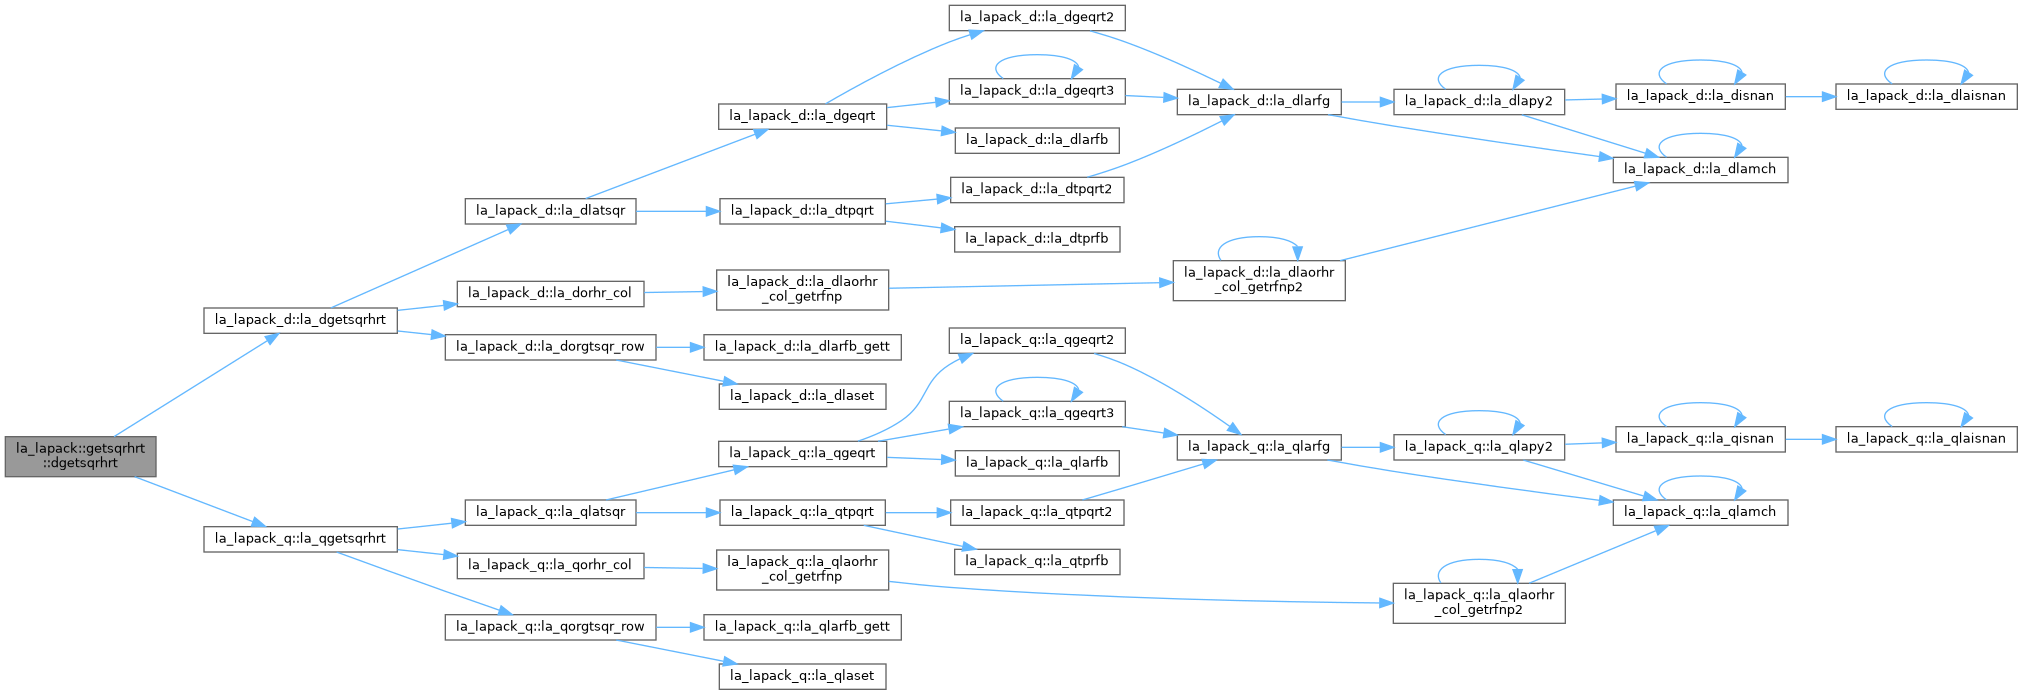 la_lapack::getsqrhrt
::dgetsqrhrt
la_lapack_d::la_dgetsqrhrt
la_lapack_d::la_dlatsqr
la_lapack_d::la_dgeqrt
la_lapack_d::la_dgeqrt2
la_lapack_d::la_dgeqrt3
la_lapack_d::la_dlarfb
la_lapack_d::la_dlarfg
la_lapack_d::la_dlapy2
la_lapack_d::la_disnan
la_lapack_d::la_dlaisnan
la_lapack_d::la_dlamch
la_lapack_d::la_dtpqrt
la_lapack_d::la_dtpqrt2
la_lapack_d::la_dtprfb
la_lapack_d::la_dorhr_col
la_lapack_d::la_dlaorhr
_col_getrfnp
la_lapack_d::la_dlaorhr
_col_getrfnp2
la_lapack_d::la_dorgtsqr_row
la_lapack_d::la_dlarfb_gett
la_lapack_d::la_dlaset
la_lapack_q::la_qgetsqrhrt
la_lapack_q::la_qlatsqr
la_lapack_q::la_qgeqrt
la_lapack_q::la_qgeqrt2
la_lapack_q::la_qgeqrt3
la_lapack_q::la_qlarfb
la_lapack_q::la_qlarfg
la_lapack_q::la_qlapy2
la_lapack_q::la_qisnan
la_lapack_q::la_qlaisnan
la_lapack_q::la_qlamch
la_lapack_q::la_qtpqrt
la_lapack_q::la_qtpqrt2
la_lapack_q::la_qtprfb
la_lapack_q::la_qorhr_col
la_lapack_q::la_qlaorhr
_col_getrfnp
la_lapack_q::la_qlaorhr
_col_getrfnp2
la_lapack_q::la_qorgtsqr_row
la_lapack_q::la_qlarfb_gett
la_lapack_q::la_qlaset